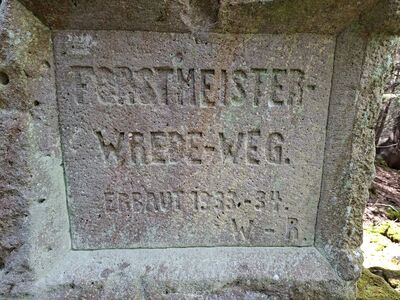 FORSTMEISTER-
WREDE-WEG.
ERBAUT 1933.-34.
W-R.